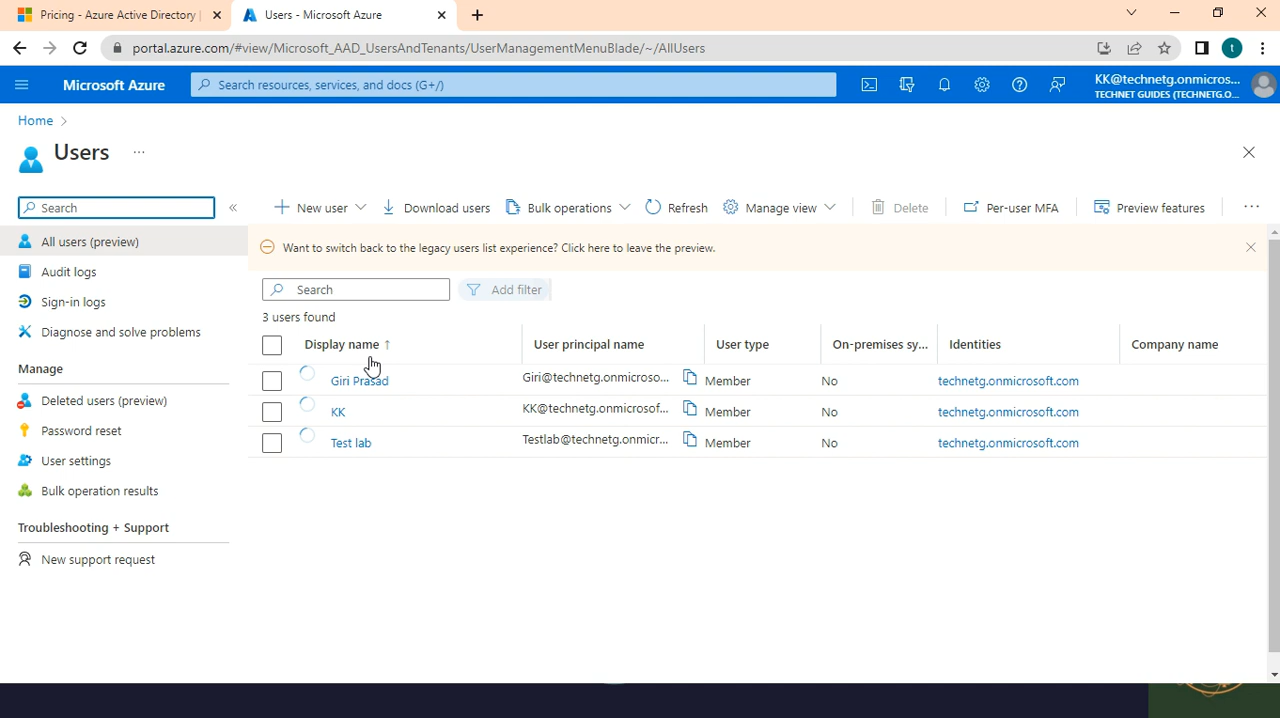 Pricing - Azure Active Directory
Users - Microsoft Azure
portal.azure.com/#view/Microsoft_AAD_UsersAndTenants/UserManagementMenuBlade/~/AllUsers
t
Microsoft Azure
Search resources, services, and docs (G+/)
KK@technetg.onmicros...
TECHNET GUIDES (TECHNETG.O...
Home >
Users
...
Search
New user
Download users
Bulk operations
Refresh
Manage view
Delete
Per-user MFA
Preview features
...
All users (preview)
Audit logs
Sign-in logs
Diagnose and solve problems
Manage
Deleted users (preview)
Password reset
User settings
Bulk operation results
Troubleshooting + Support
New support request
Want to switch back to the legacy users list experience? Click here to leave the preview.
Search
Add filter
3 users found
Display name ↑ User principal name User type On-premises sy... Identities Company name
Giri Prasad Giri@technetg.onmicroso... Member No technetg.onmicrosoft.com
KK KK@technetg.onmicrosof... Member No technetg.onmicrosoft.com
Test lab Testlab@technetg.onmicr... Member No technetg.onmicrosoft.com